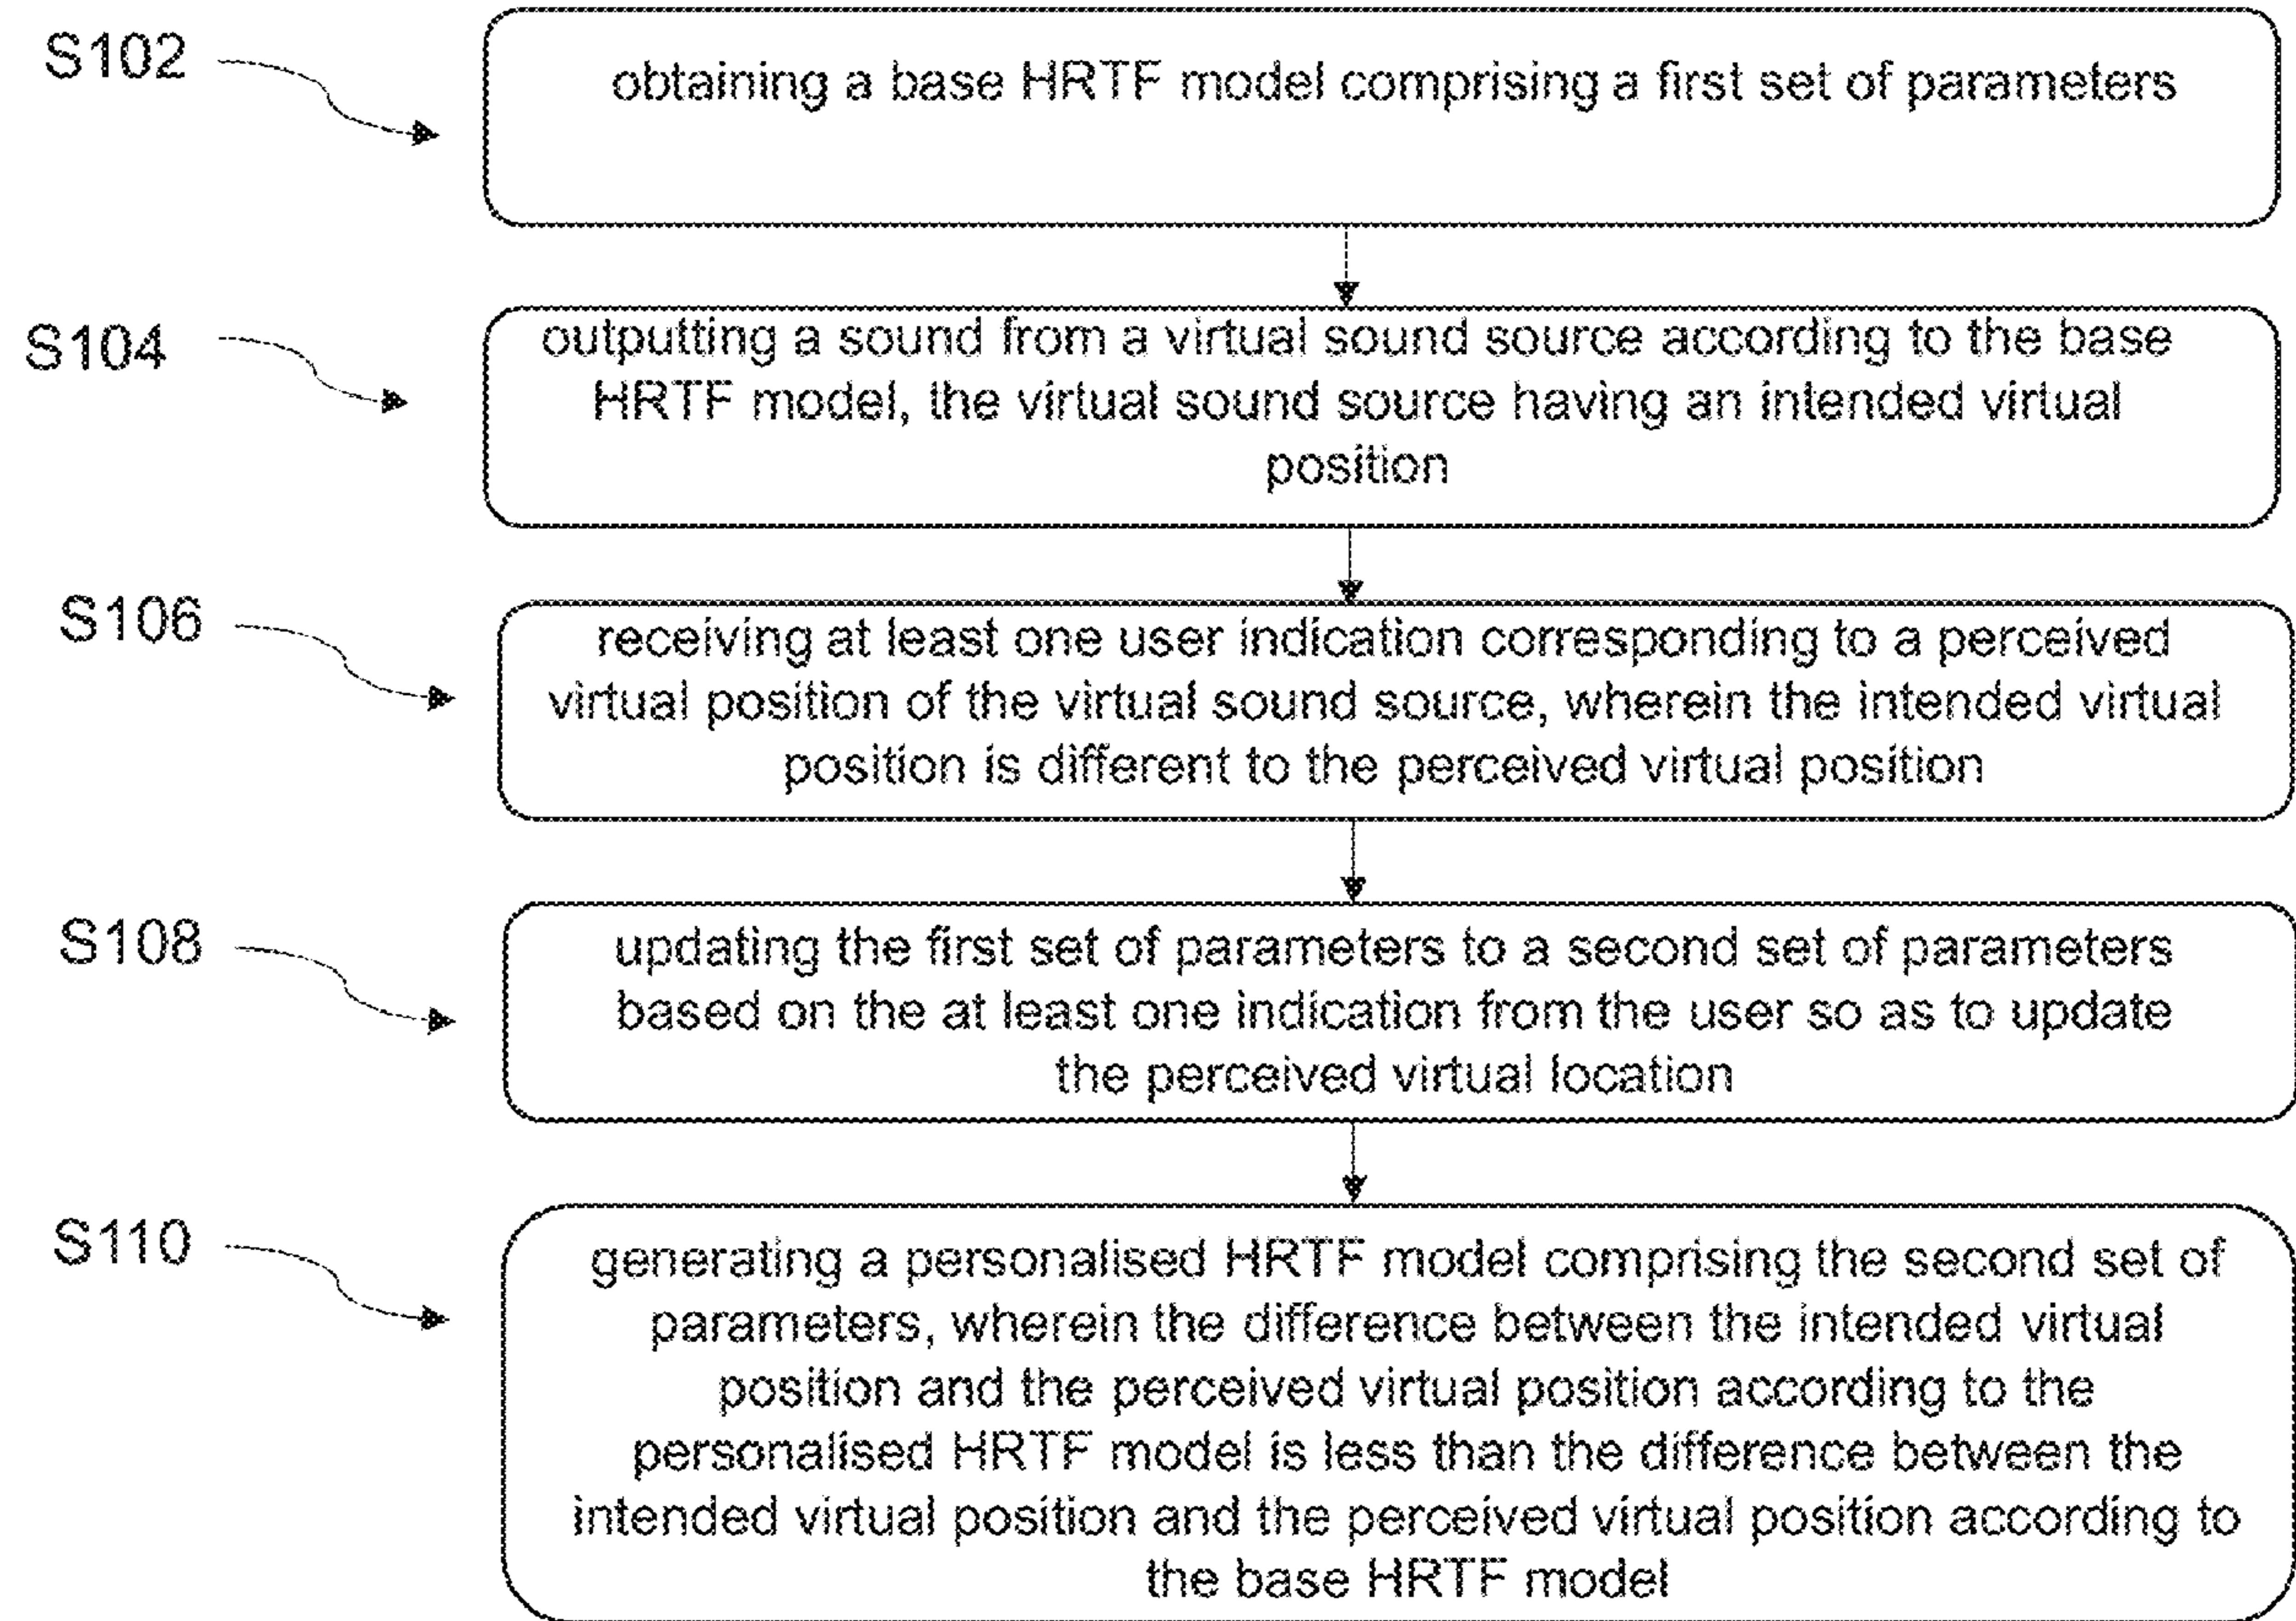 S102
obtaining a base HRTF model comprising a first set of parameters
S104
outputting a sound from a virtual sound source according to the base
HRTF model, the virtual sound source having an intended virtual
position
S106
receiving at least one user indication corresponding to a perceived
virtual position of the virtual sound source, wherein the intended virtual
position is different to the perceived virtual position
S108
updating the first set of parameters to a second set of parameters
based on the at least one indication from the user so as to update
the perceived virtual location
S110
generating a personalised HRTF model comprising the second set of
parameters, wherein the difference between the intended virtual
position and the perceived virtual position according to the
personalised HRTF model is less than the difference between the
intended virtual position and the perceived virtual position according to
the base HRTF model